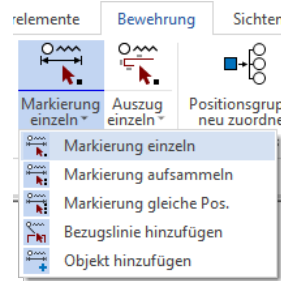 relemente Bewehrung Sichten
Markierung Auszug Positionsgrup
einzeln einzeln neu zuordne
Markierung einzeln
Markierung aufsammeln
Markierung gleiche Pos.
Bezugslinie hinzufügen
Objekt hinzufügen